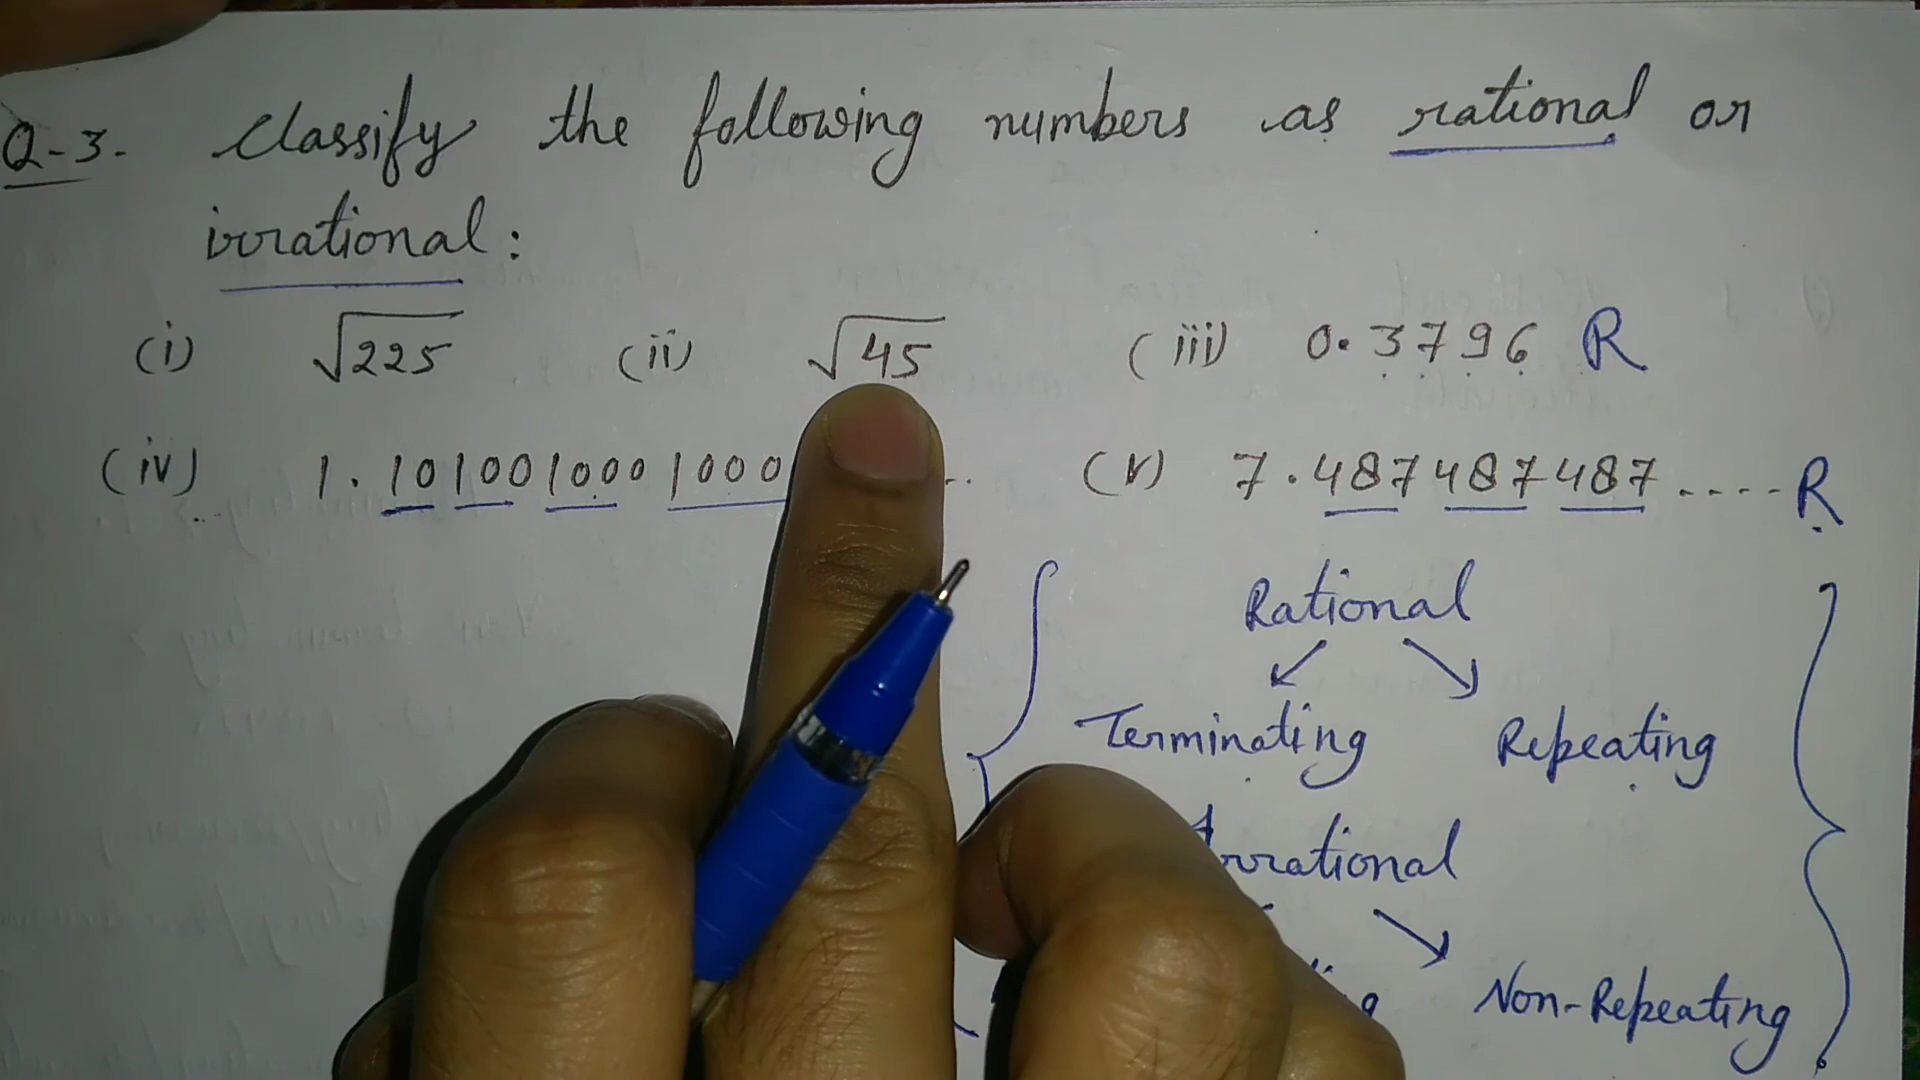 Q-3. Classify the following numbers as rational or
irrational:
(i) √225 (ii) √45 (iii) 0.3796 R
(iv) 1.1010010001000 .. (v) 7.487487487.... R
Rational
Terminating Repeating
Irrational
Non-Repeating